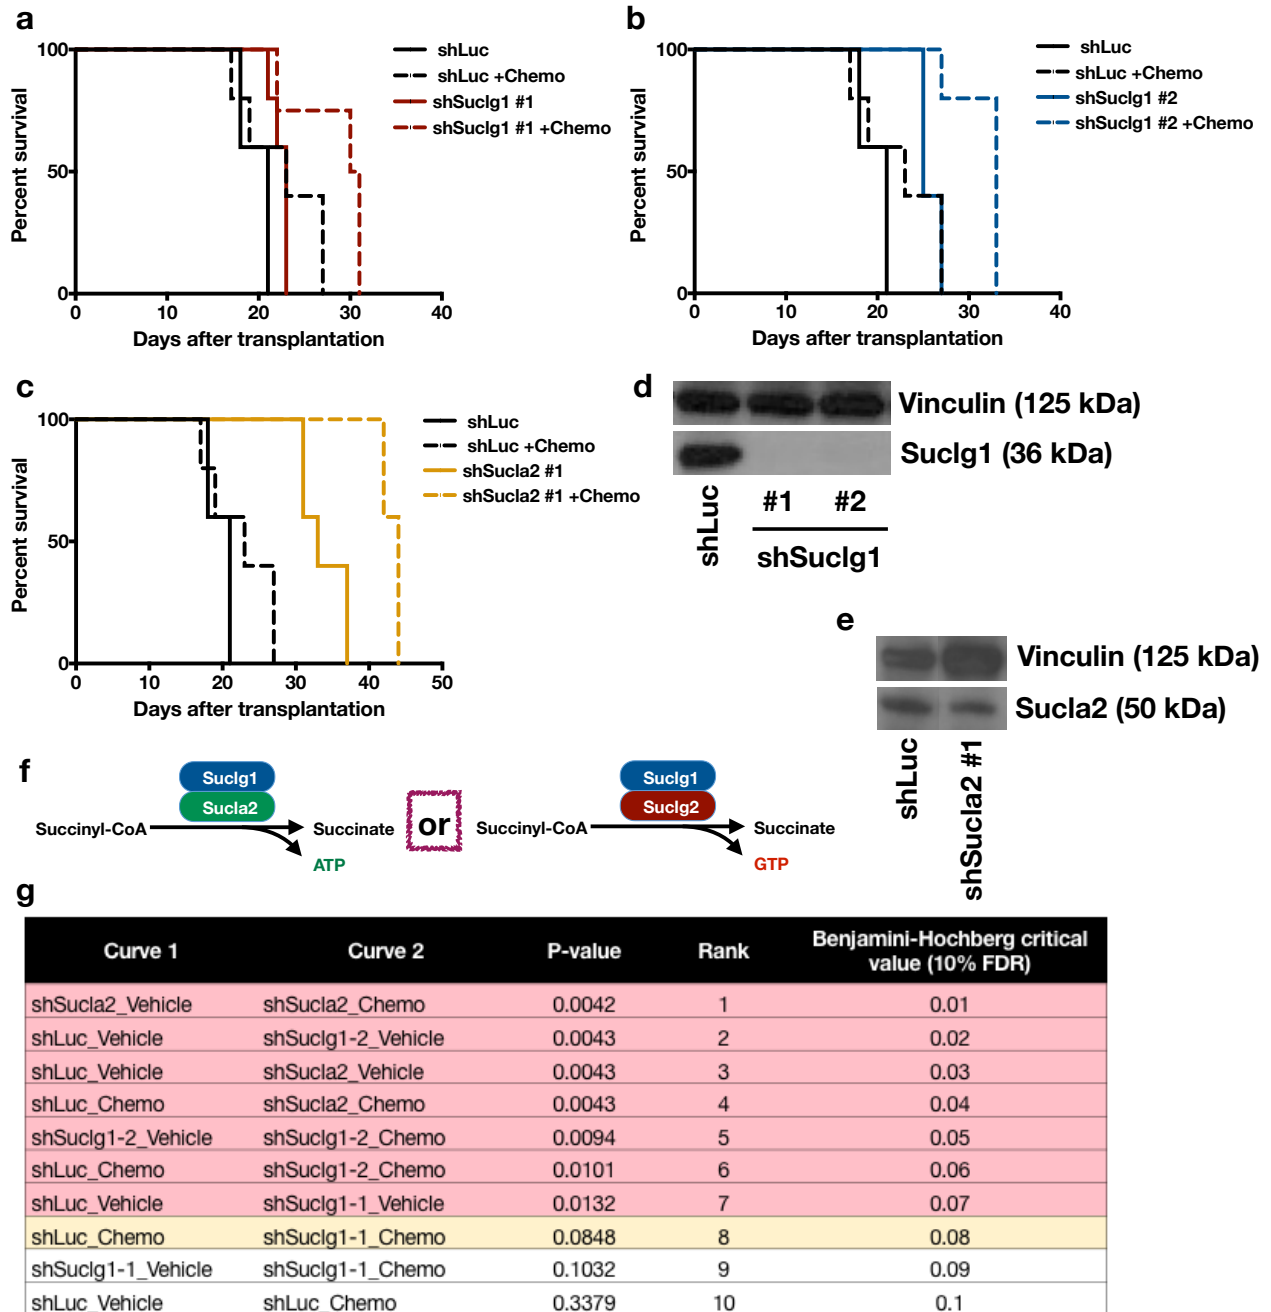 a
100
50
0
0 10 20 30 40
Percent survival
Days after transplantation
shLuc
shLuc +Chemo
shSuclg1 #1
shSuclg1 #1 +Chemo
b
100
50
0
0 10 20 30 40
Percent survival
Days after transplantation
shLuc
shLuc +Chemo
shSuclg1 #2
shSuclg1 #2 +Chemo
c
100
50
0
0 10 20 30 40 50
Percent survival
Days after transplantation
shLuc
shLuc +Chemo
shSucla2 #1
shSucla2 #1 +Chemo
d
Vinculin (125 kDa)
Suclg1 (36 kDa)
shLuc
#1 #2
shSuclg1
e
Vinculin (125 kDa)
Sucla2 (50 kDa)
shLuc
shSucla2 #1
f
Suclg1
Sucla2
Succinyl-CoA
Succinate
ATP
or
Suclg1
Suclg2
Succinyl-CoA
Succinate
GTP
g
Curve 1 Curve 2 P-value Rank Benjamini-Hochberg critical
value (10% FDR)
shSucla2_Vehicle shSucla2_Chemo 0.0042 1 0.01
shLuc_Vehicle shSuclg1-2_Vehicle 0.0043 2 0.02
shLuc_Vehicle shSucla2_Vehicle 0.0043 3 0.03
shLuc_Chemo shSucla2_Chemo 0.0043 4 0.04
shSuclg1-2_Vehicle shSuclg1-2_Chemo 0.0094 5 0.05
shLuc_Chemo shSuclg1-2_Chemo 0.0101 6 0.06
shLuc_Vehicle shSuclg1-1_Vehicle 0.0132 7 0.07
shLuc_Chemo shSuclg1-1_Chemo 0.0848 8 0.08
shSuclg1-1_Vehicle shSuclg1-1_Chemo 0.1032 9 0.09
shLuc_Vehicle shLuc_Chemo 0.3379 10 0.1